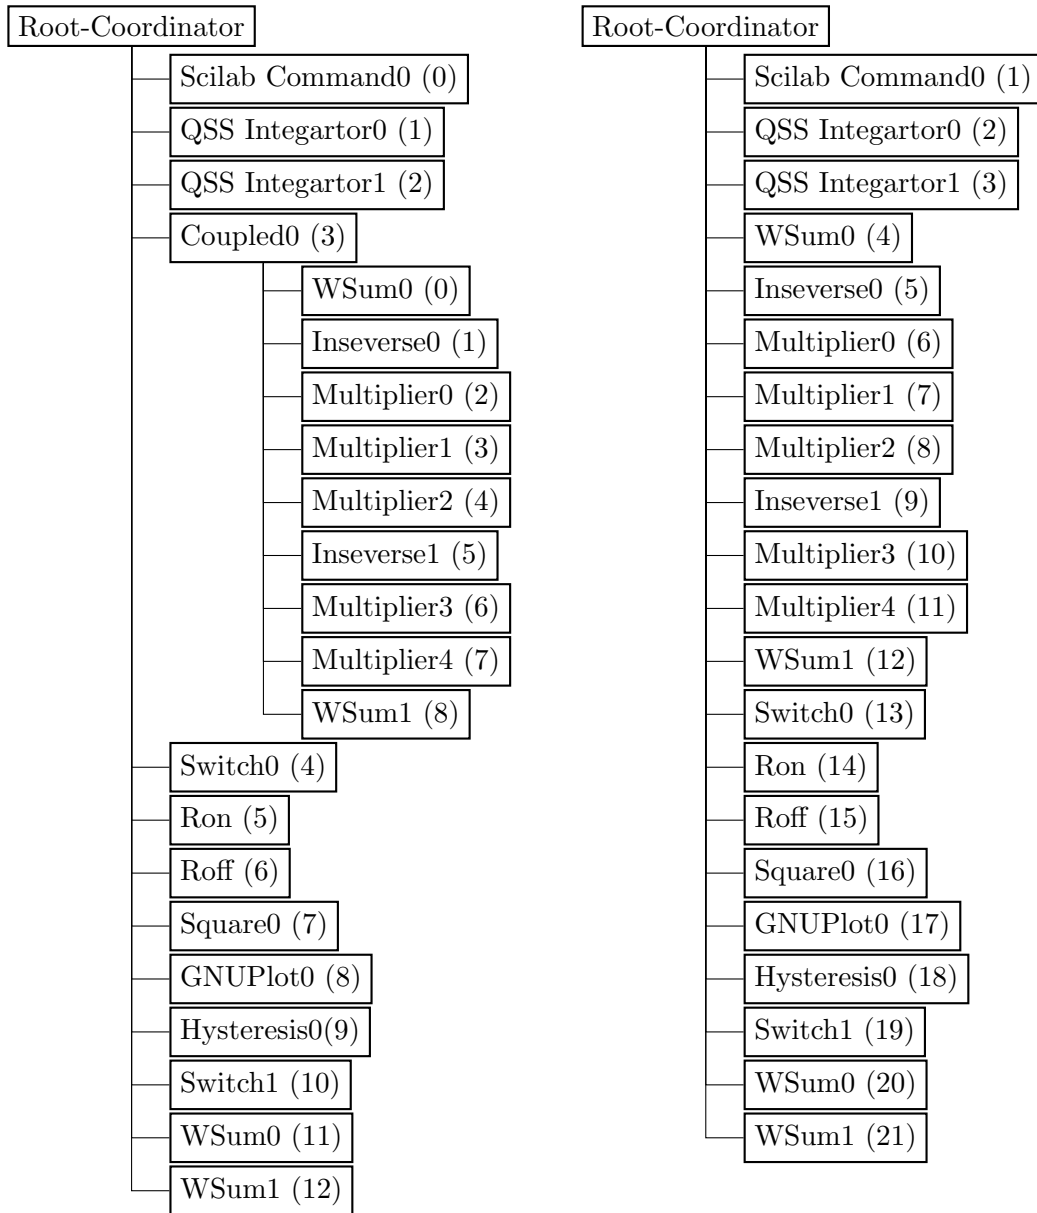 Root-Coordinator
Scilab Command0 (0)
QSS Integartor0 (1)
QSS Integartor1 (2)
Coupled0 (3)
WSum0 (0)
Inseverse0 (1)
Multiplier0 (2)
Multiplier1 (3)
Multiplier2 (4)
Inseverse1 (5)
Multiplier3 (6)
Multiplier4 (7)
WSum1 (8)
Switch0 (4)
Ron (5)
Roff (6)
Square0 (7)
GNUPlot0 (8)
Hysteresis0(9)
Switch1 (10)
WSum0 (11)
WSum1 (12)
Root-Coordinator
Scilab Command0 (1)
QSS Integartor0 (2)
QSS Integartor1 (3)
WSum0 (4)
Inseverse0 (5)
Multiplier0 (6)
Multiplier1 (7)
Multiplier2 (8)
Inseverse1 (9)
Multiplier3 (10)
Multiplier4 (11)
WSum1 (12)
Switch0 (13)
Ron (14)
Roff (15)
Square0 (16)
GNUPlot0 (17)
Hysteresis0 (18)
Switch1 (19)
WSum0 (20)
WSum1 (21)